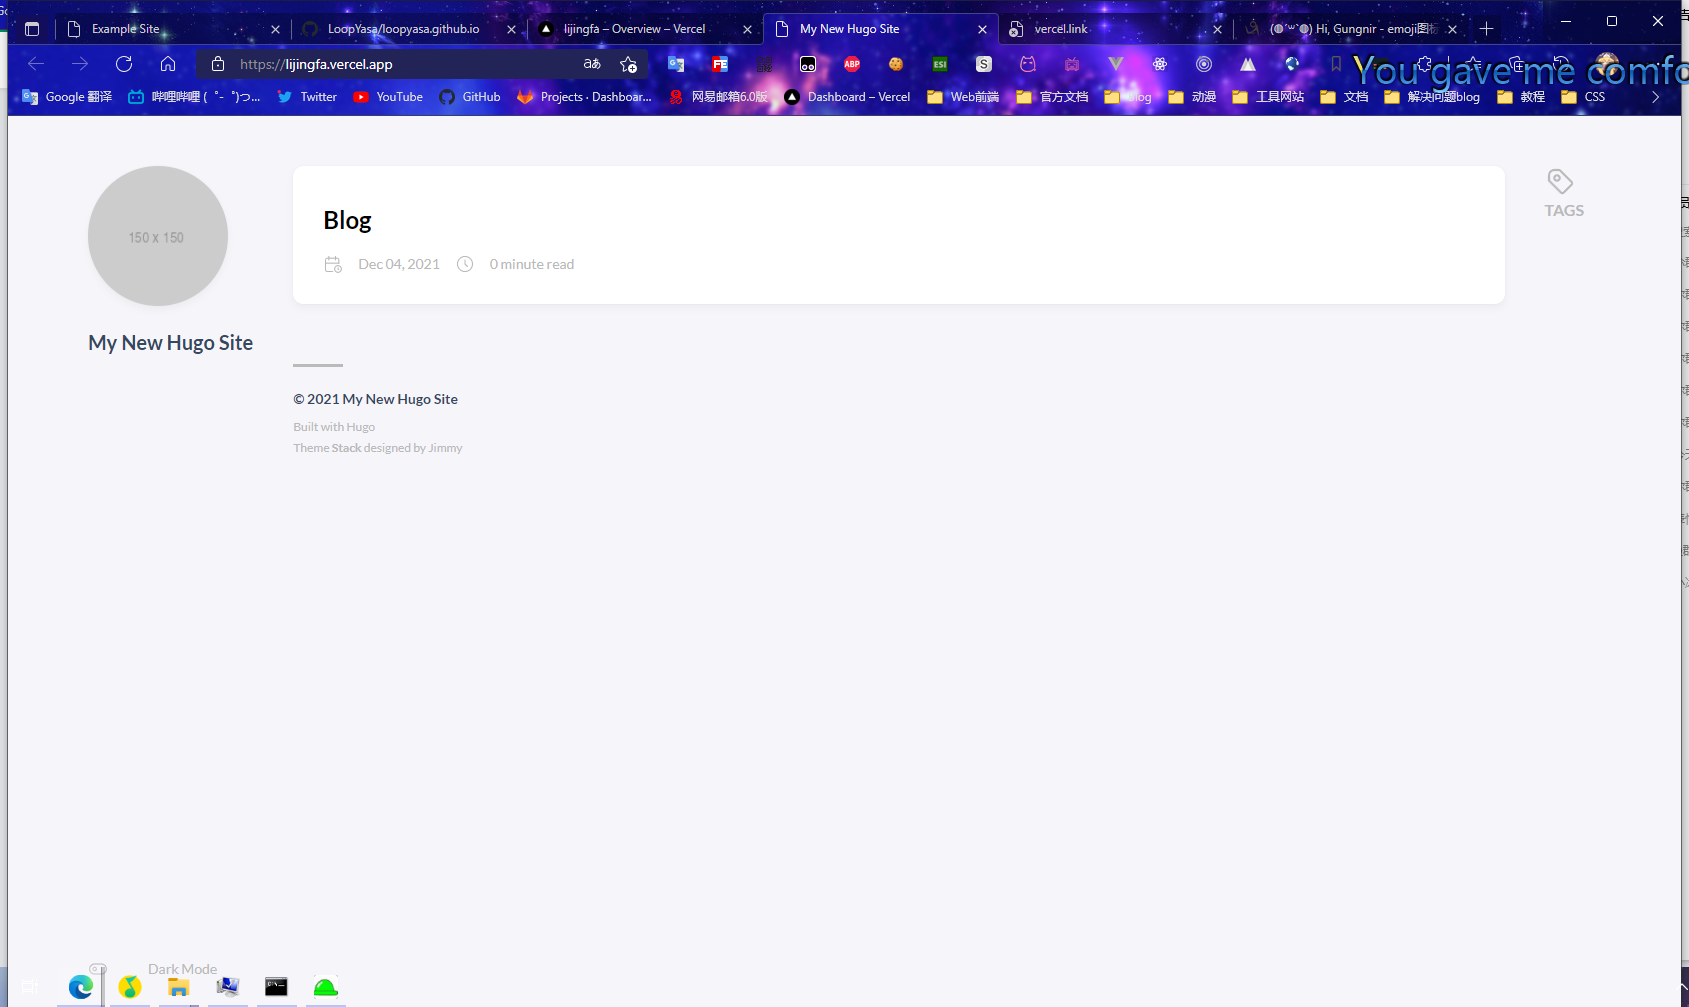 Example Site
LoopYasa/loopyasa.github.io
lijingfa – Overview – Vercel
My New Hugo Site
vercel.link
Hi, Gungnir - emoji图标
https://lijingfa.vercel.app
You gave me comfo
Google 翻译
哔哩哔哩 (゜-゜)つ...
Twitter
YouTube
GitHub
Projects · Dashboar...
网易邮箱6.0版
Dashboard – Vercel
Web前端
官方文档
Blog
动漫
工具网站
文档
解决问题blog
教程
CSS
150 x 150
My New Hugo Site
Blog
Dec 04, 2021
0 minute read
TAGS
© 2021 My New Hugo Site
Built with Hugo
Theme Stack designed by Jimmy
Dark Mode